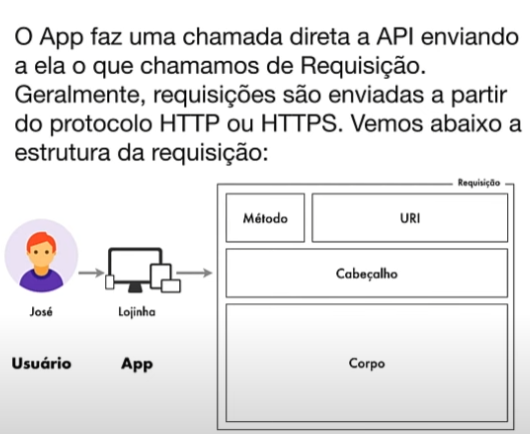 O App faz uma chamada direta a API enviando
a ela o que chamamos de Requisição.
Geralmente, requisições são enviadas a partir
do protocolo HTTP ou HTTPS. Vemos abaixo a
estrutura da requisição:
Requisição
Método
URI
Cabeçalho
José
Lojinha
Usuário
App
Corpo